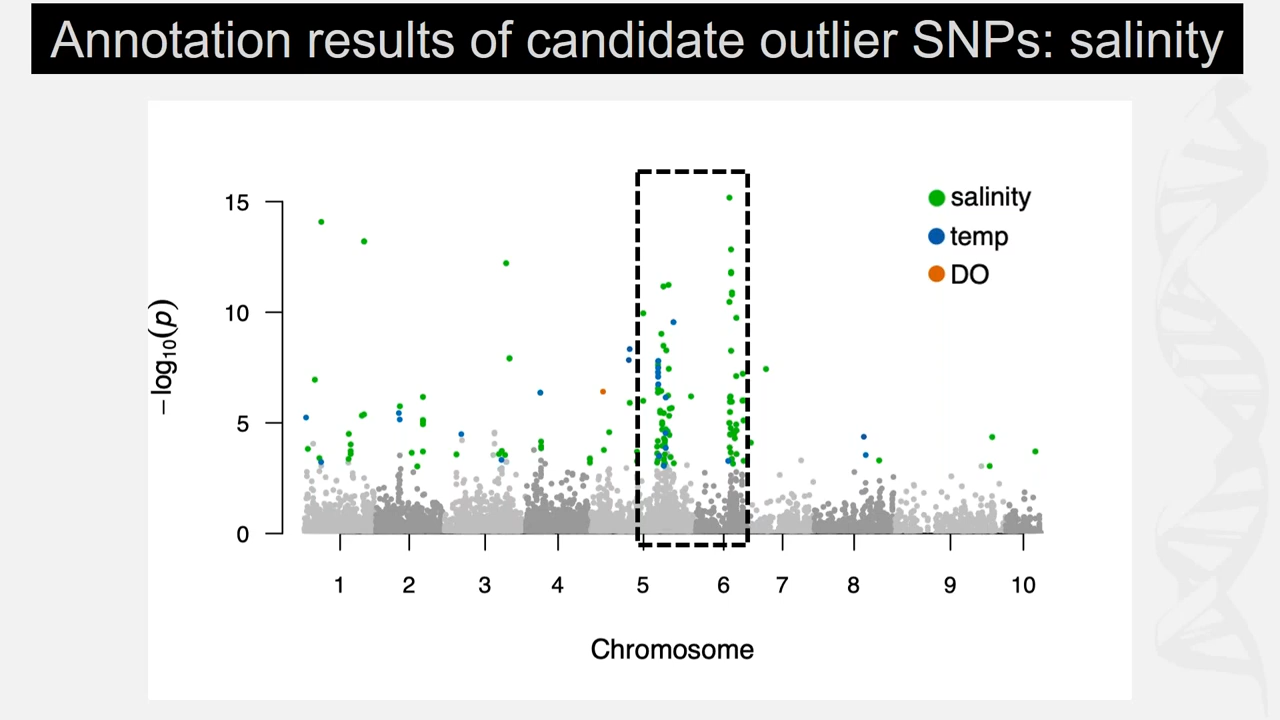 Annotation results of candidate outlier SNPs: salinity
15
10
5
0
−log10(p)
salinity
temp
DO
1 2 3 4 5 6 7 8 9 10
Chromosome